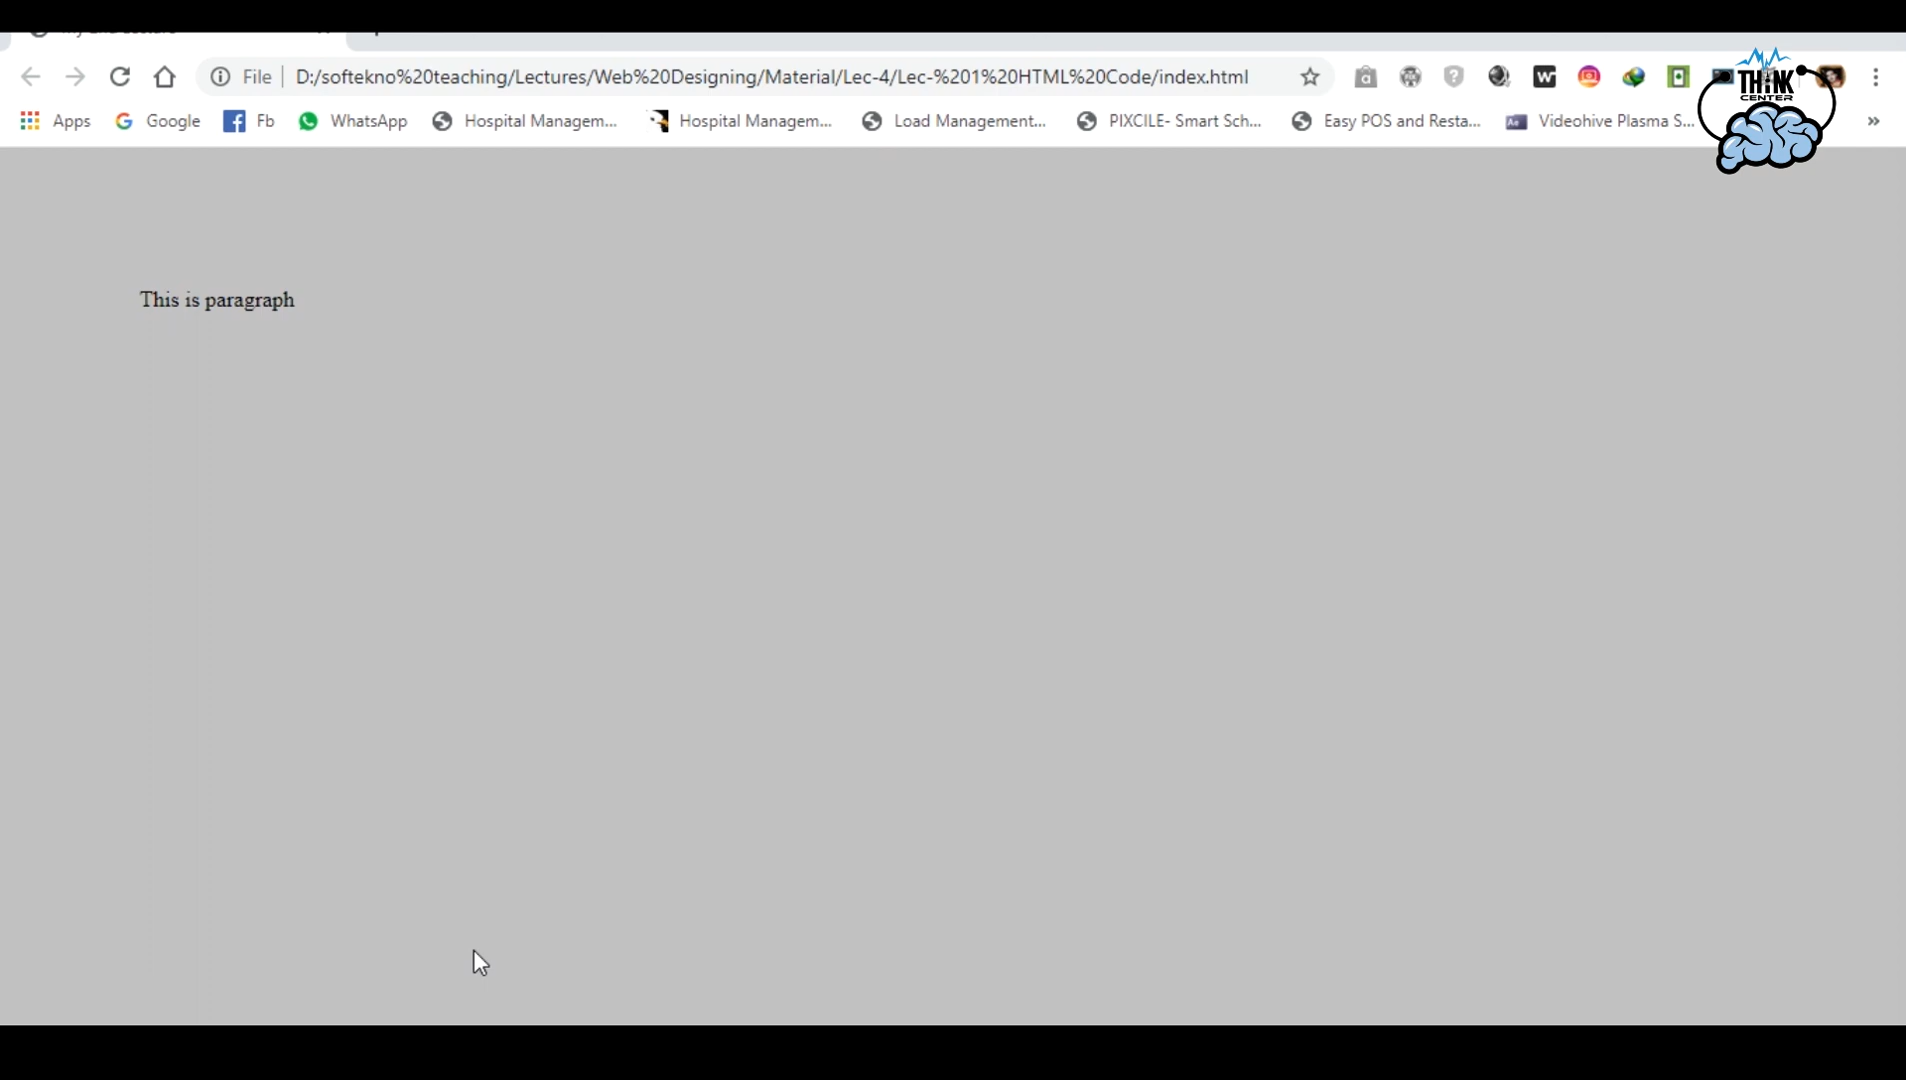 File D:/softekno%20teaching/Lectures/Web%20Designing/Material/Lec-4/Lec-%201%20HTML%20Code/index.html
Apps Google Fb WhatsApp Hospital Managem... Hospital Managem... Load Management... PIXCILE- Smart Sch... Easy POS and Resta... Videohive Plasma S... »
THINK
CENTER
This is paragraph